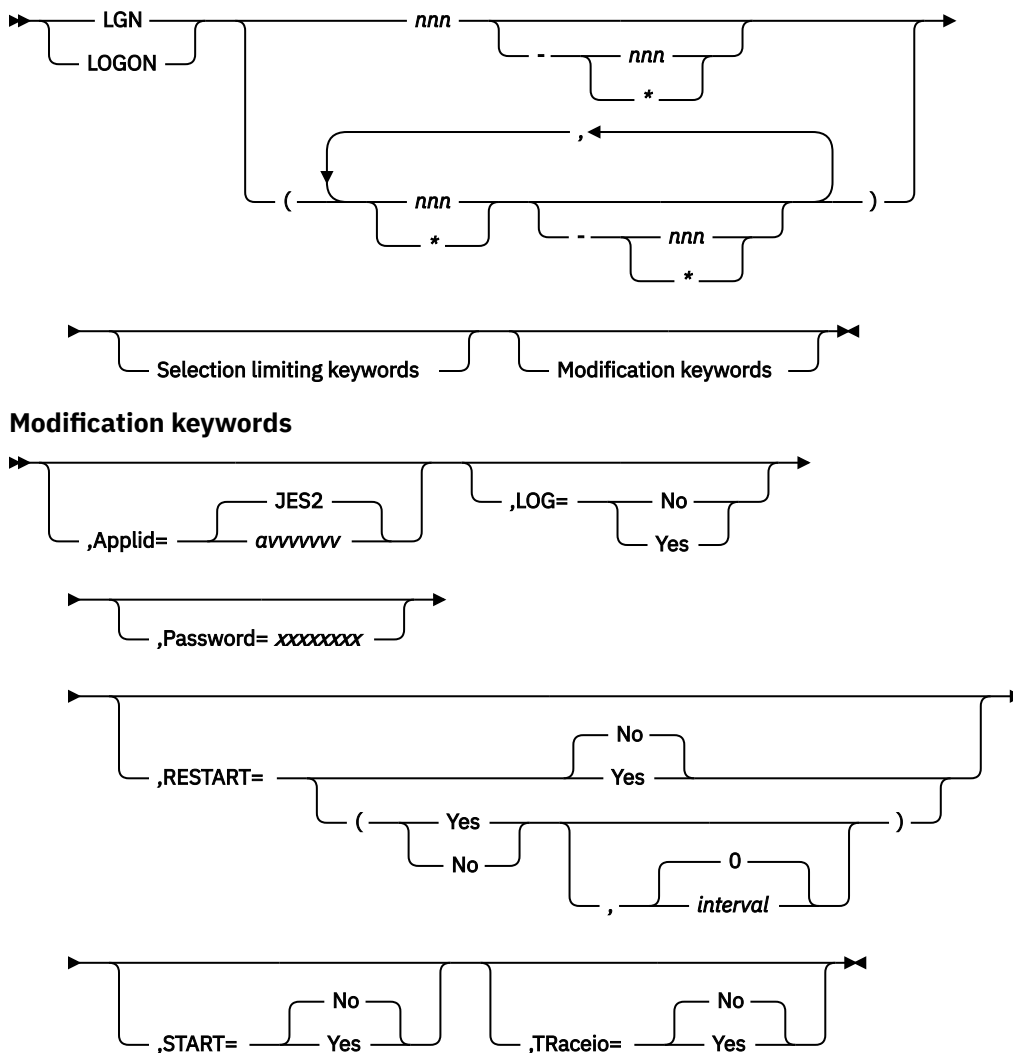 LGN nnn
LOGON - nnn
*
,
( nnn )
* - nnn
*
Selection limiting keywords Modification keywords
Modification keywords
JES2 ,LOG= No
,Applid= avvvvvvv Yes
,Password= xxxxxxxx
No
,RESTART= Yes
( Yes )
No 0
, interval
No No
,START= Yes ,TRaceio= Yes